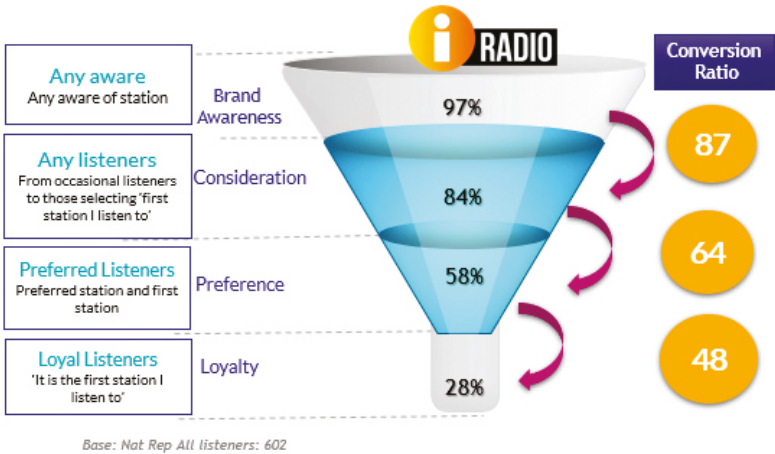 i RADIO
Conversion
Ratio
Any aware
Any aware of station
Brand
Awareness
97%
87
Any listeners
From occasional listeners
to those selecting ‘first
station I listen to’
Consideration
84%
64
Preferred Listeners
Preferred station and first
station
Preference
58%
48
Loyal Listeners
‘It is the first station I
listen to’
Loyalty
28%
Base: Nat Rep All listeners: 602